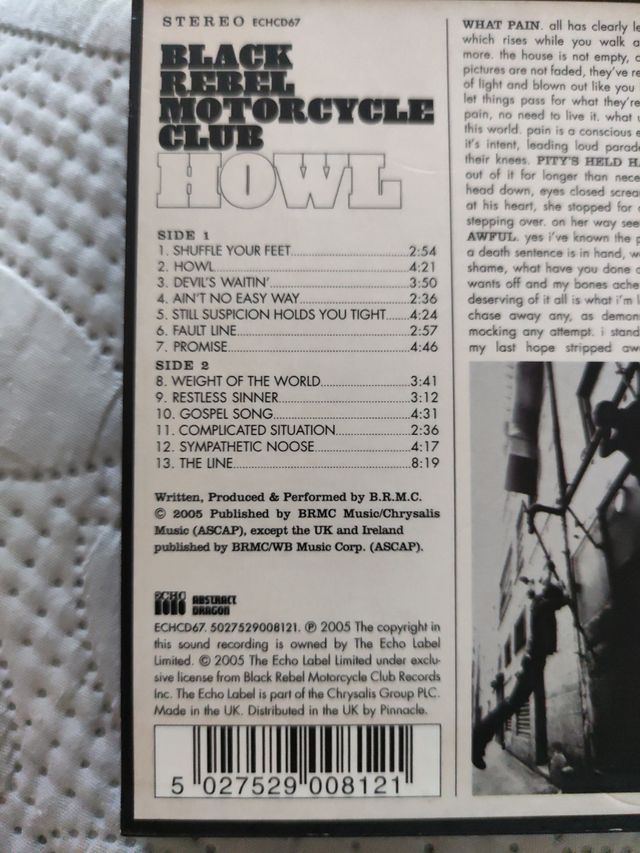 STEREO ECHCD67
BLACK
REBEL
MOTORCYCLE
CLUB
HOWL
SIDE 1
1. SHUFFLE YOUR FEET 2:54
2. HOWL 4:21
3. DEVIL'S WAITIN' 3:50
4. AIN'T NO EASY WAY 2:36
5. STILL SUSPICION HOLDS YOU TIGHT 4:24
6. FAULT LINE 2:57
7. PROMISE 4:46
SIDE 2
8. WEIGHT OF THE WORLD 3:41
9. RESTLESS SINNER 3:12
10. GOSPEL SONG 4:31
11. COMPLICATED SITUATION 2:36
12. SYMPATHETIC NOOSE 4:17
13. THE LINE 8:19
Written, Produced & Performed by B.R.M.C.
© 2005 Published by BRMC Music/Chrysalis
Music (ASCAP), except the UK and Ireland
published by BRMC/WB Music Corp. (ASCAP).
ECHO ABSTRACT
DRAGON
ECHCD67. 5027529008121. ℗ 2005 The copyright in
this sound recording is owned by The Echo Label
Limited. © 2005 The Echo Label Limited under exclu-
sive license from Black Rebel Motorcycle Club Records
Inc. The Echo Label is part of the Chrysalis Group PLC.
Made in the UK. Distributed in the UK by Pinnacle.
5 027529 008121
WHAT PAIN. all has clearly
which rises while you walk
more. the house is not empty,
pictures are not faded, they've
of light and blown out like you
let things pass for what they're
pain, no need to live it. what
this world. pain is a conscious
it's intent, leading loud
their knees. PITY'S HELD
out of it for longer than
head down, eyes closed
at his heart, she stopped for
stepping over. on her way
AWFUL. yes i've known the
a death sentence is in hand,
shame, what have you done
wants off and my bones ache
deserving of it all is what i'm
chase away any, as
mocking any attempt. i stand
my last hope stripped